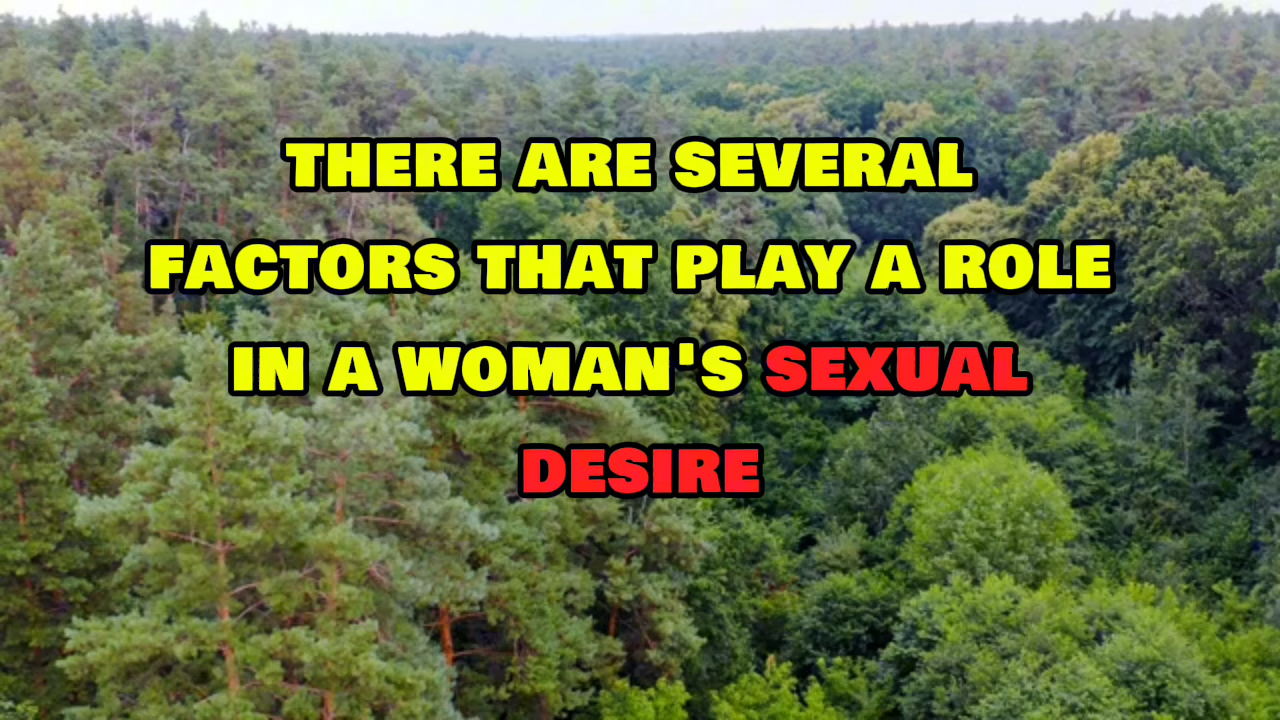 THERE ARE SEVERAL
FACTORS THAT PLAY A ROLE
IN A WOMAN'S SEXUAL
DESIRE